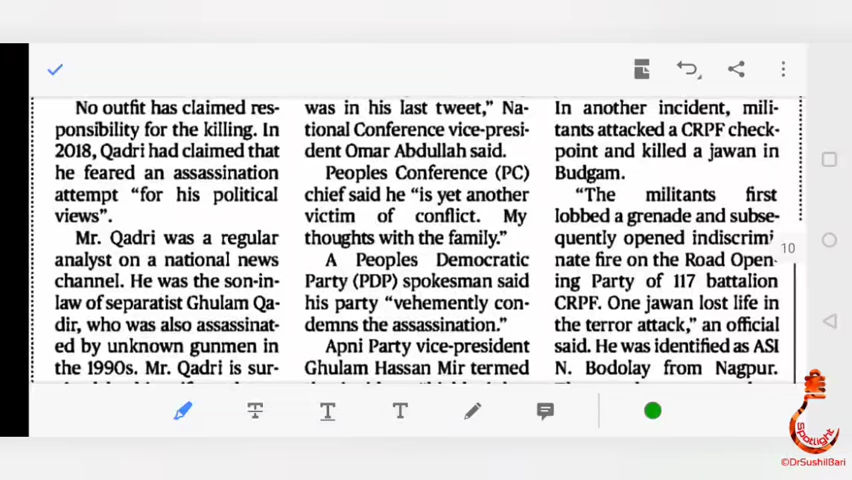 No outfit has claimed res-
ponsibility for the killing. In
2018, Qadri had claimed that
he feared an assassination
attempt “for his political
views”.
Mr. Qadri was a regular
analyst on a national news
channel. He was the son-in-
law of separatist Ghulam Qa-
dir, who was also assassinat-
ed by unknown gunmen in
the 1990s. Mr. Qadri is sur-
was in his last tweet,” Na-
tional Conference vice-presi-
dent Omar Abdullah said.
Peoples Conference (PC)
chief said he “is yet another
victim of conflict. My
thoughts with the family.”
A Peoples Democratic
Party (PDP) spokesman said
his party “vehemently con-
demns the assassination.”
Apni Party vice-president
Ghulam Hassan Mir termed
In another incident, mili-
tants attacked a CRPF check-
point and killed a jawan in
Budgam.
“The militants first
lobbed a grenade and subse-
quently opened indiscrimi
nate fire on the Road Open-
ing Party of 117 battalion
CRPF. One jawan lost life in
the terror attack,” an official
said. He was identified as ASI
N. Bodolay from Nagpur.
10
T
T
T
Spotlight
©DrSushilBari